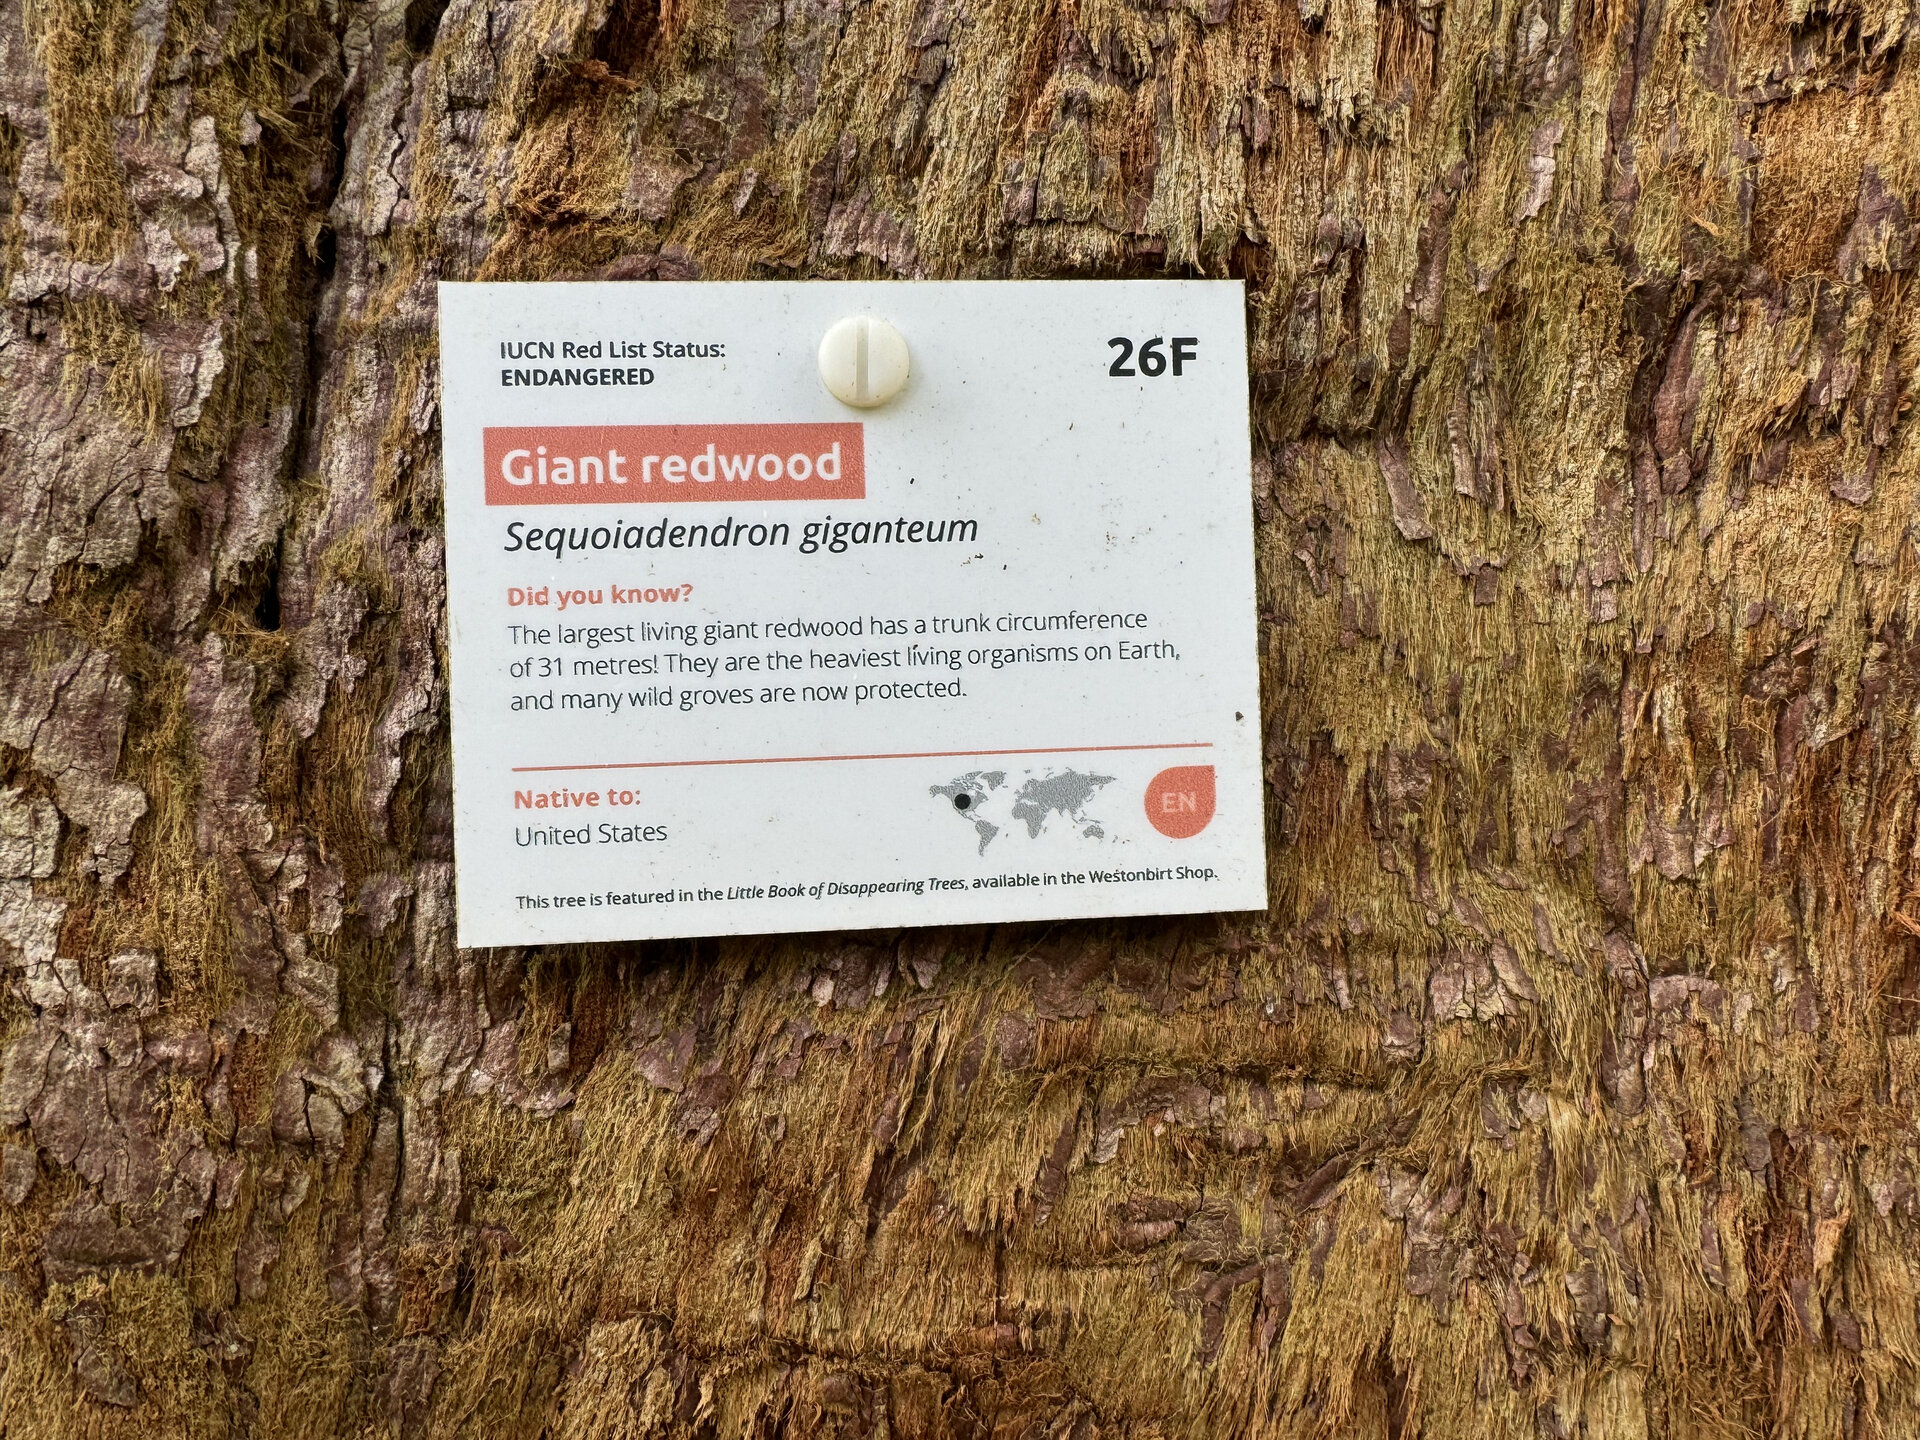 IUCN Red List Status:
ENDANGERED
26F
Giant redwood
Sequoiadendron giganteum
Did you know?
The largest living giant redwood has a trunk circumference
of 31 metres! They are the heaviest living organisms on Earth,
and many wild groves are now protected.
Native to:
United States
EN
This tree is featured in the Little Book of Disappearing Trees, available in the Westonbirt Shop.